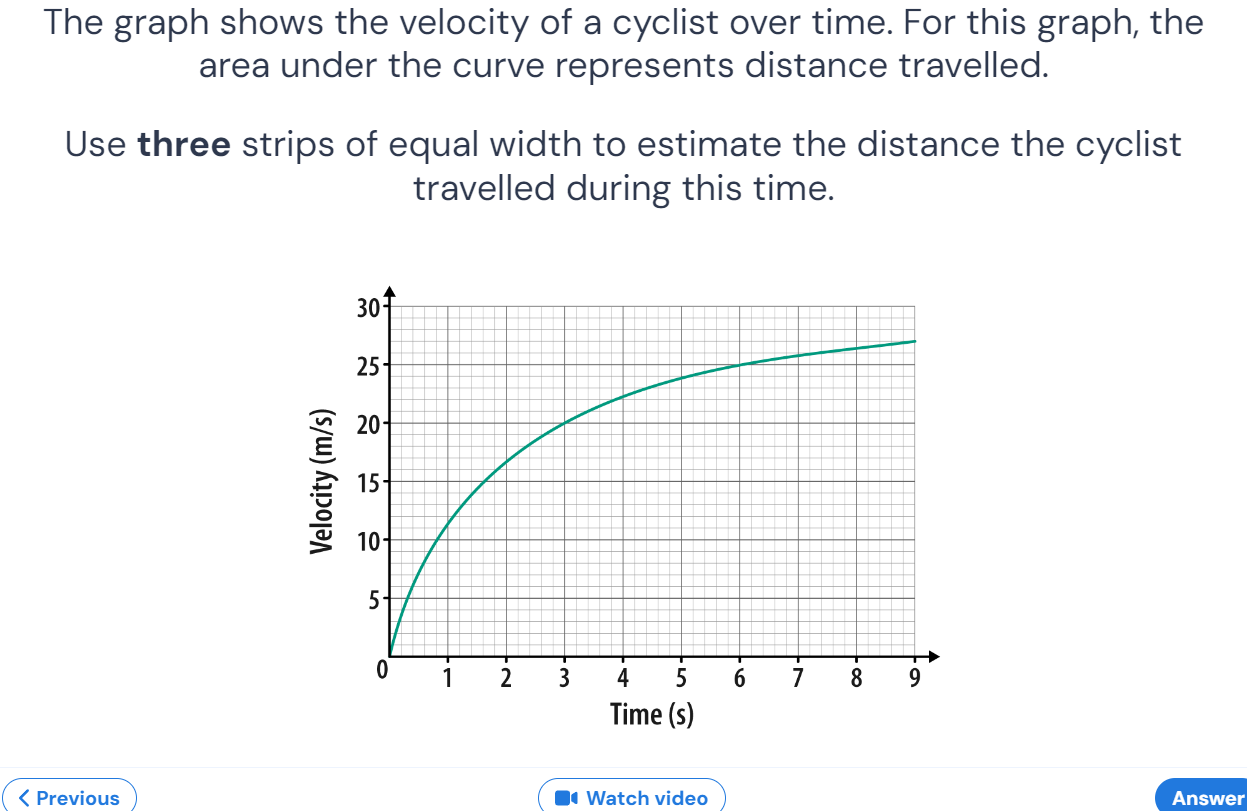 The graph shows the velocity of a cyclist over time. For this graph, the
area under the curve represents distance travelled.
Use three strips of equal width to estimate the distance the cyclist
travelled during this time.
30
25
20
15
10
5
0
Velocity (m/s)
1 2 3 4 5 6 7 8 9
Time (s)
Previous
Watch video
Answer